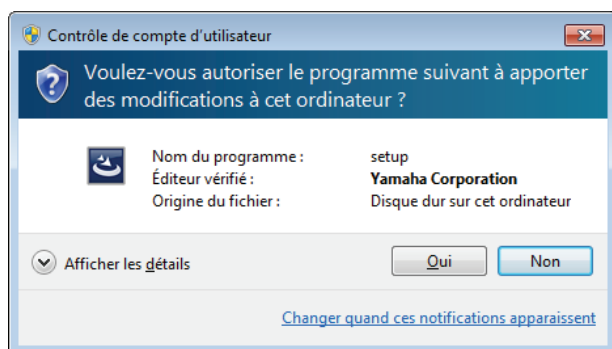 Contrôle de compte d'utilisateur
Voulez-vous autoriser le programme suivant à apporter
des modifications à cet ordinateur ?
Nom du programme : setup
Éditeur vérifié : Yamaha Corporation
Origine du fichier : Disque dur sur cet ordinateur
Afficher les détails Oui Non
Changer quand ces notifications apparaissent